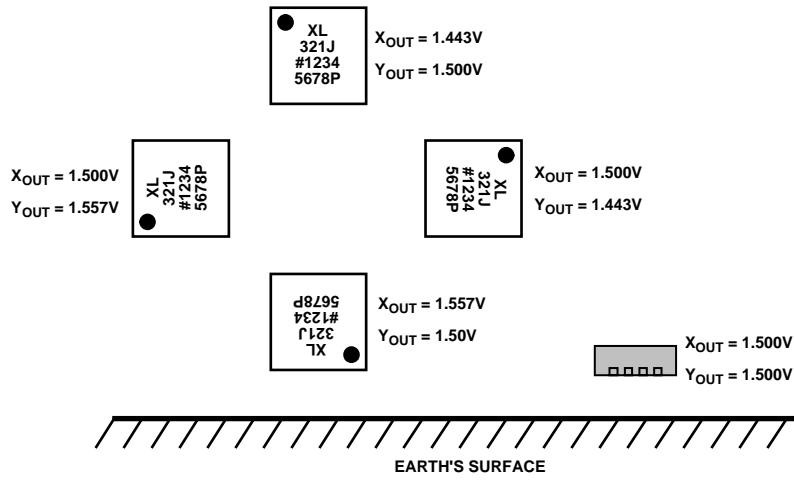 XL
321J
#1234
5678P
XOUT = 1.443V
YOUT = 1.500V
XOUT = 1.500V
YOUT = 1.557V
XL
321J
#1234
5678P
XL
321J
#1234
5678P
XOUT = 1.500V
YOUT = 1.443V
XL
321J
#1234
5678P
XOUT = 1.557V
YOUT = 1.50V
XOUT = 1.500V
YOUT = 1.500V
EARTH'S SURFACE